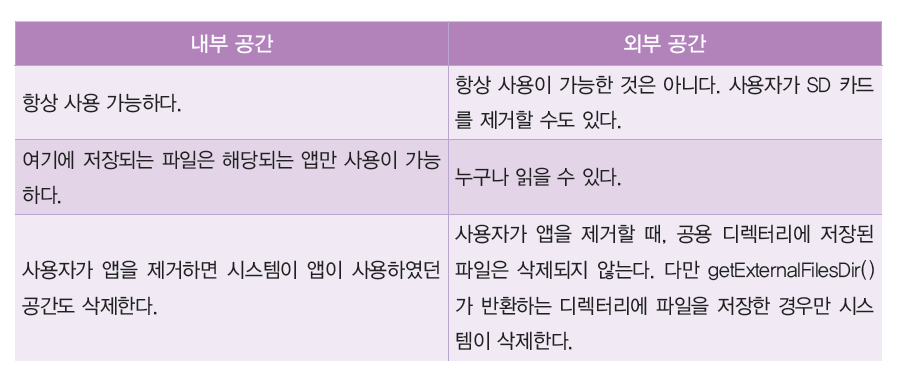 내부 공간
외부 공간
항상 사용 가능하다.
항상 사용이 가능한 것은 아니다. 사용자가 SD 카드
를 제거할 수도 있다.
여기에 저장되는 파일은 해당되는 앱만 사용이 가능
하다.
누구나 읽을 수 있다.
사용자가 앱을 제거하면 시스템이 앱이 사용하였던
공간도 삭제한다.
사용자가 앱을 제거할 때, 공용 디렉터리에 저장된
파일은 삭제되지 않는다. 다만 getExternalFilesDir()
가 반환하는 디렉터리에 파일을 저장한 경우만 시스
템이 삭제한다.